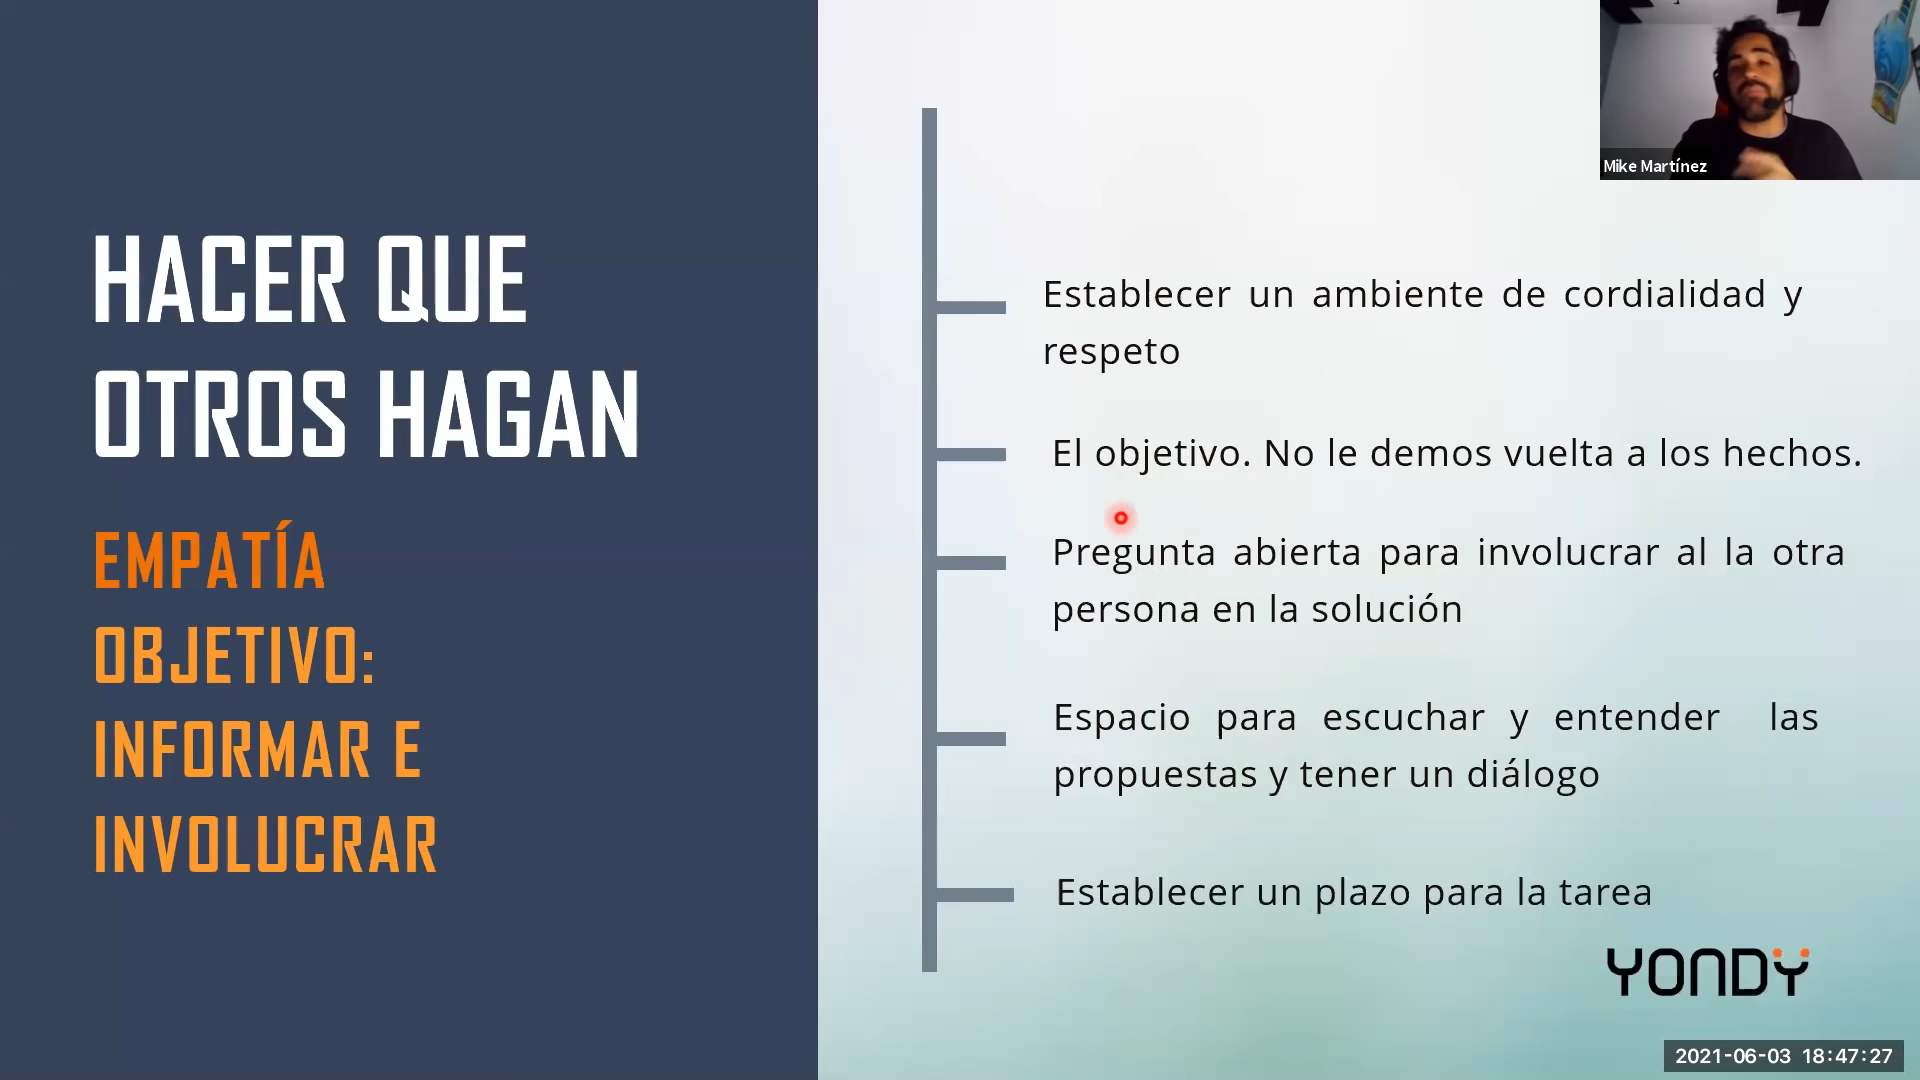 HACER QUE
OTROS HAGAN
EMPATÍA
OBJETIVO:
INFORMAR E
INVOLUCRAR
Mike Martínez
Establecer un ambiente de cordialidad y
respeto
El objetivo. No le demos vuelta a los hechos.
Pregunta abierta para involucrar al la otra
persona en la solución
Espacio para escuchar y entender las
propuestas y tener un diálogo
Establecer un plazo para la tarea
YONDY
2021-06-03 18:47:27